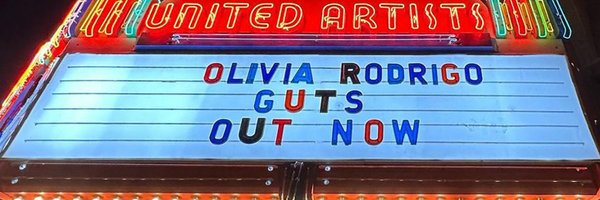 UNITED ARTISTS
OLIVIA RODRIGO
GUTS
OUT NOW